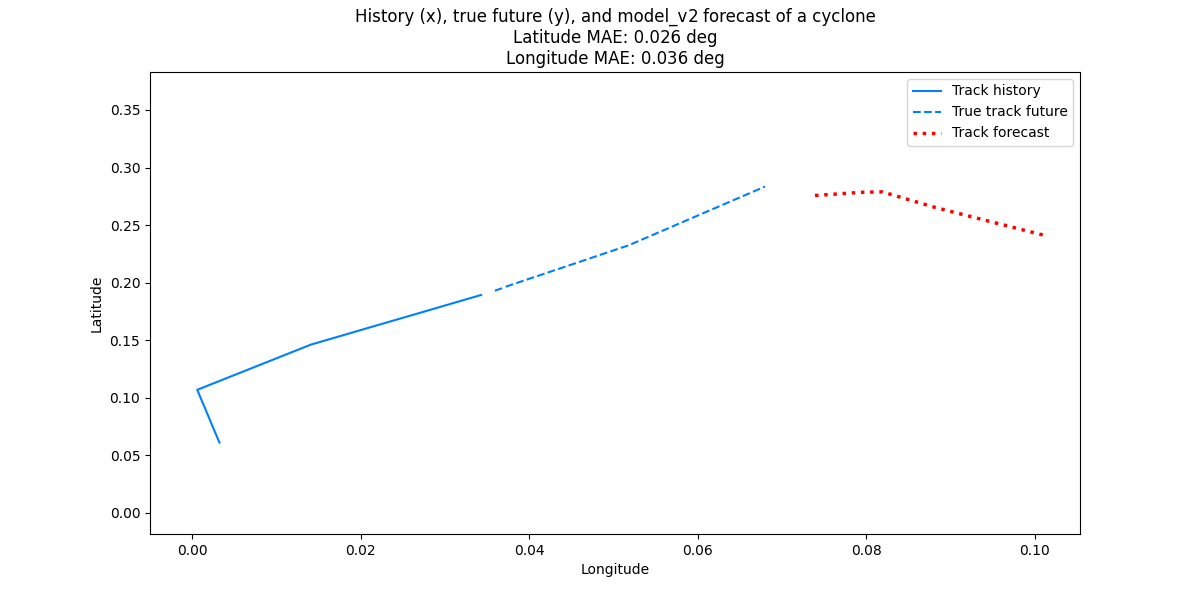 History (x), true future (y), and model_v2 forecast of a cyclone
Latitude MAE: 0.026 deg
Longitude MAE: 0.036 deg
Track history
True track future
Track forecast
0.35
0.30
0.25
0.20
0.15
0.10
0.05
0.00
Latitude
0.00 0.02 0.04 0.06 0.08 0.10
Longitude